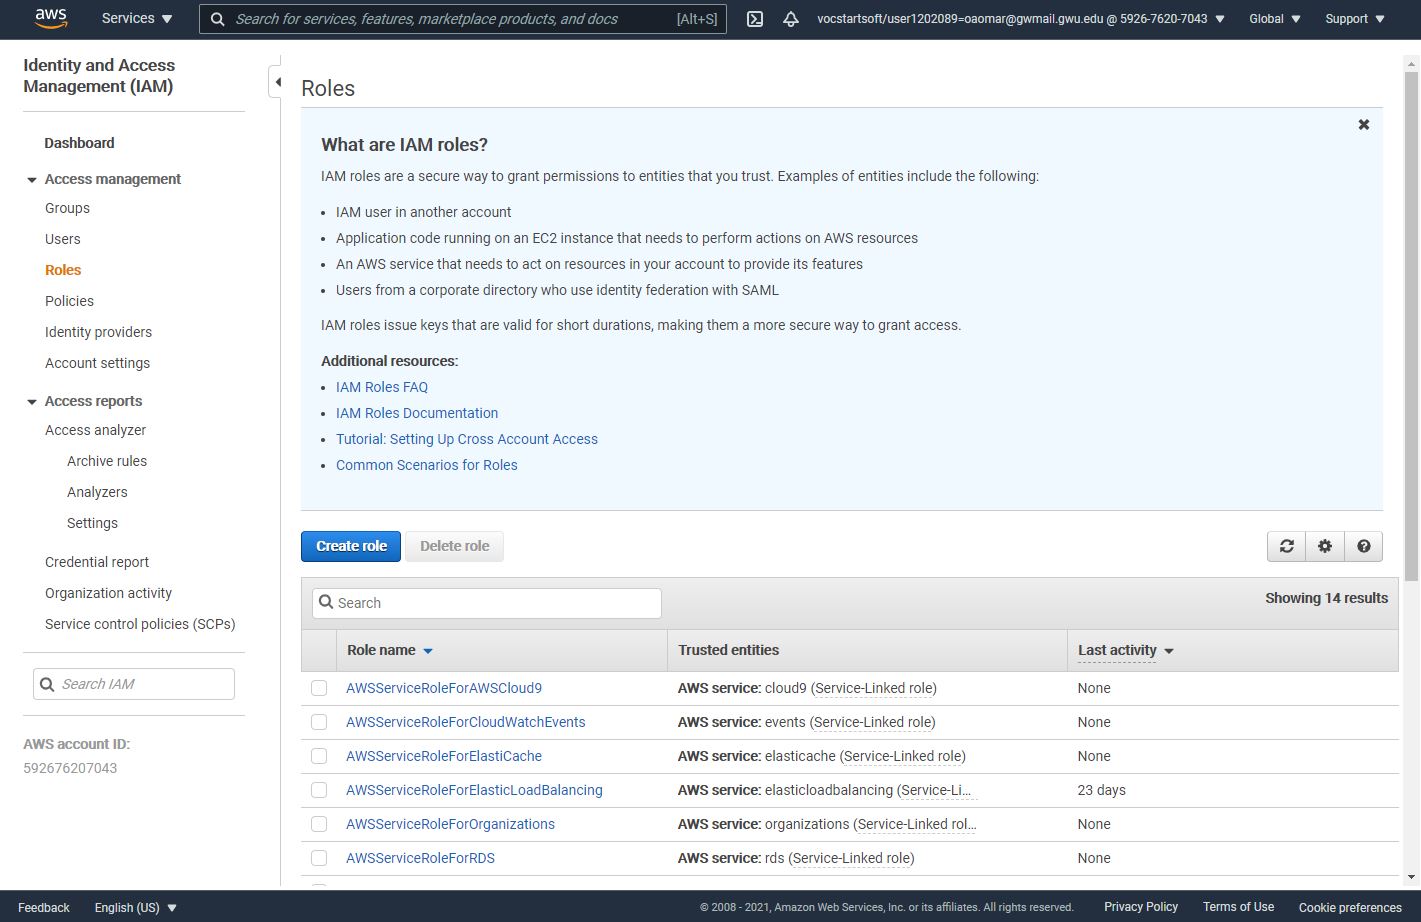 aws
Services
Search for services, features, marketplace products, and docs [Alt+S]
vocstartsoft/user1202089=oaomar@gwmail.gwu.edu @ 5926-7620-7043
Global
Support
Identity and Access
Management (IAM)
Dashboard
Access management
Groups
Users
Roles
Policies
Identity providers
Account settings
Access reports
Access analyzer
Archive rules
Analyzers
Settings
Credential report
Organization activity
Service control policies (SCPs)
Search IAM
AWS account ID:
592676207043
Roles
What are IAM roles?
IAM roles are a secure way to grant permissions to entities that you trust. Examples of entities include the following:
• IAM user in another account
• Application code running on an EC2 instance that needs to perform actions on AWS resources
• An AWS service that needs to act on resources in your account to provide its features
• Users from a corporate directory who use identity federation with SAML
IAM roles issue keys that are valid for short durations, making them a more secure way to grant access.
Additional resources:
• IAM Roles FAQ
• IAM Roles Documentation
• Tutorial: Setting Up Cross Account Access
• Common Scenarios for Roles
Create role
Delete role
Search
Showing 14 results
Role name Trusted entities Last activity
AWSServiceRoleForAWSCloud9 AWS service: cloud9 (Service-Linked role) None
AWSServiceRoleForCloudWatchEvents AWS service: events (Service-Linked role) None
AWSServiceRoleForElastiCache AWS service: elasticache (Service-Linked role) None
AWSServiceRoleForElasticLoadBalancing AWS service: elasticloadbalancing (Service-Li... 23 days
AWSServiceRoleForOrganizations AWS service: organizations (Service-Linked rol... None
AWSServiceRoleForRDS AWS service: rds (Service-Linked role) None
Feedback
English (US)
© 2008 - 2021, Amazon Web Services, Inc. or its affiliates. All rights reserved.
Privacy Policy
Terms of Use
Cookie preferences